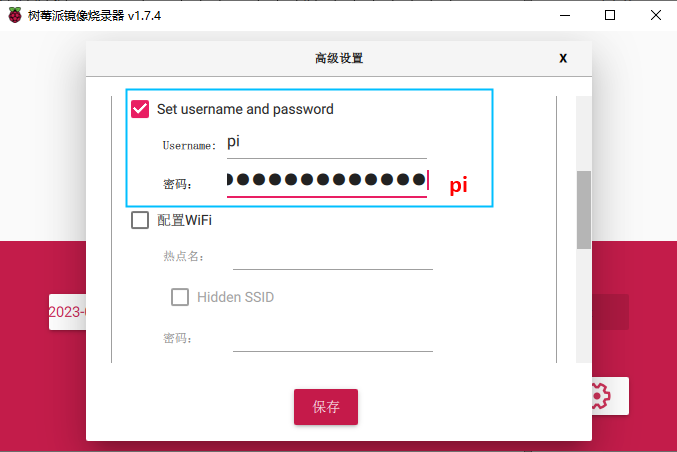 树莓派镜像烧录器 v1.7.4
高级设置
X
Set username and password
Username:
pi
密码：
●●●●●●●●●●●●●
pi
配置WiFi
热点名：
Hidden SSID
密码：
2023-
保存